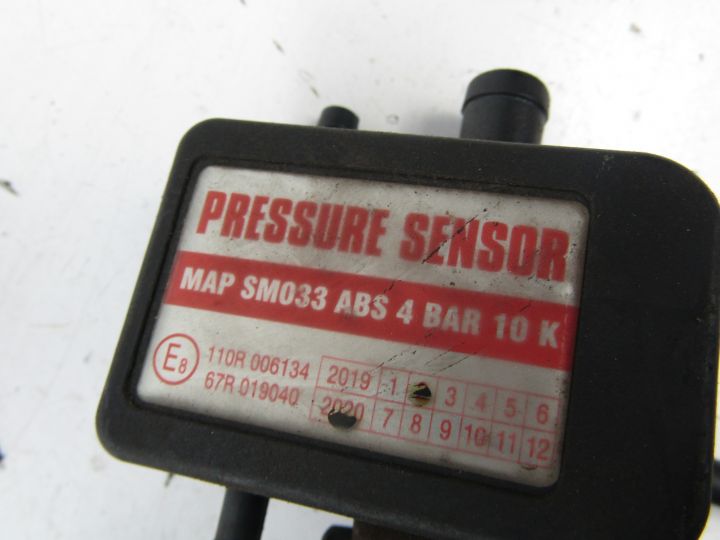 PRESSURE SENSOR
MAP SM033 ABS 4 BAR 10 K
E8 110R 006134
67R 019040
2019 1 3 4 5 6
2020 7 8 9 10 11 12